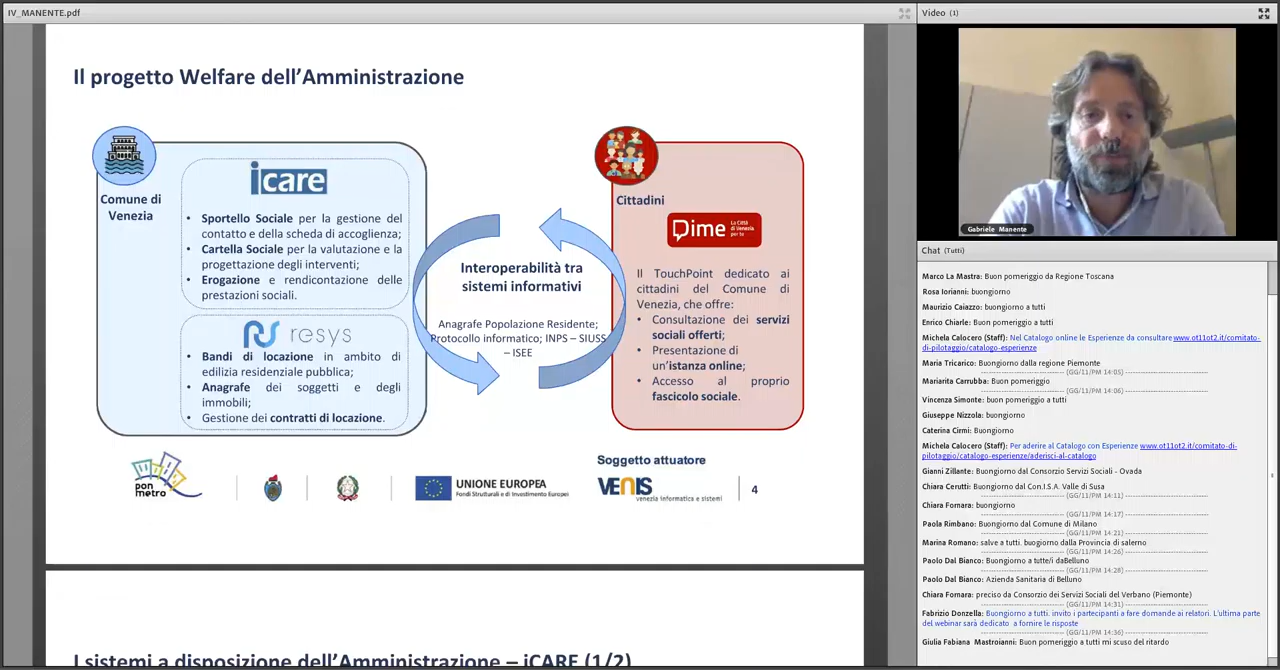 IV_MANENTE.pdf
Il progetto Welfare dell'Amministrazione
Comune di
Venezia
icare
• Sportello Sociale per la gestione del
contatto e della scheda di accoglienza;
• Cartella Sociale per la valutazione e la
progettazione degli interventi;
• Erogazione e rendicontazione delle
prestazioni sociali.
resys
• Bandi di locazione in ambito di
edilizia residenziale pubblica;
• Anagrafe dei soggetti e degli
immobili;
• Gestione dei contratti di locazione.
Interoperabilità tra
sistemi informativi
Anagrafe Popolazione Residente;
Protocollo informatico; INPS – SIUSS
– ISEE
Cittadini
Dime La Città
di Venezia
per te
Il TouchPoint dedicato ai
cittadini del Comune di
Venezia, che offre:
• Consultazione dei servizi
sociali offerti;
• Presentazione di
un'istanza online;
• Accesso al proprio
fascicolo sociale.
pon
metro
UNIONE EUROPEA
Fondi Strutturali e di Investimento Europei
Soggetto attuatore
VENIS
venezia informatica e sistemi
4
I sistemi a disposizione dell'Amministrazione – iCARE (1/2)
Video (1)
Gabriele Manente
Chat (Tutti)
Marco La Mastra: Buon pomeriggio da Regione Toscana
Rosa Iorianni: buongiorno
Maurizio Caiazzo: buongiorno a tutti
Enrico Chiarle: Buon pomeriggio a tutti
Michela Calocero (Staff): Nel Catalogo online le Esperienze da consultare www.ot11ot2.it/comitato-
di-pilotaggio/catalogo-esperienze
Maria Tricarico: Buongiorno dalla regione Piemonte
(GG/11/PM 14:05)
(GG/11/PM 14:06)
Mariarita Carrubba: Buon pomeriggio
Vincenza Simonte: buon pomeriggio a tutti
Giuseppe Nizzola: buongiorno
Caterina Cirmi: Buongiorno
Michela Calocero (Staff): Per aderire al Catalogo con Esperienze www.ot11ot2.it/comitato-di-
pilotaggio/catalogo-esperienze/aderisci-al-catalogo
Gianni Zillante: Buongiorno dal Consorzio Servizi Sociali - Ovada
Chiara Cerutti: Buongiorno dal Con.I.S.A. Valle di Susa
(GG/11/PM 14:11)
Chiara Fornara: buongiorno
(GG/11/PM 14:17)
Paola Rimbano: Buongiorno dal Comune di Milano
(GG/11/PM 14:21)
Marina Romano: salve a tutti. buogiorno dalla Provincia di salerno
(GG/11/PM 14:26)
Paolo Dal Bianco: Buongiorno a tutte/i daBelluno
(GG/11/PM 14:28)
Paolo Dal Bianco: Azienda Sanitaria di Belluno
Chiara Fornara: preciso da Consorzio dei Servizi Sociali del Verbano (Piemonte)
(GG/11/PM 14:31)
Fabrizio Donzella: Buongiorno a tutti. invito i partecipanti a fare domande ai relatori. L'ultima parte
del webinar sarà dedicato a fornire le risposte
(GG/11/PM 14:36)
Giulia Fabiana Mastroianni: Buon pomeriggio a tutti mi scuso del ritardo